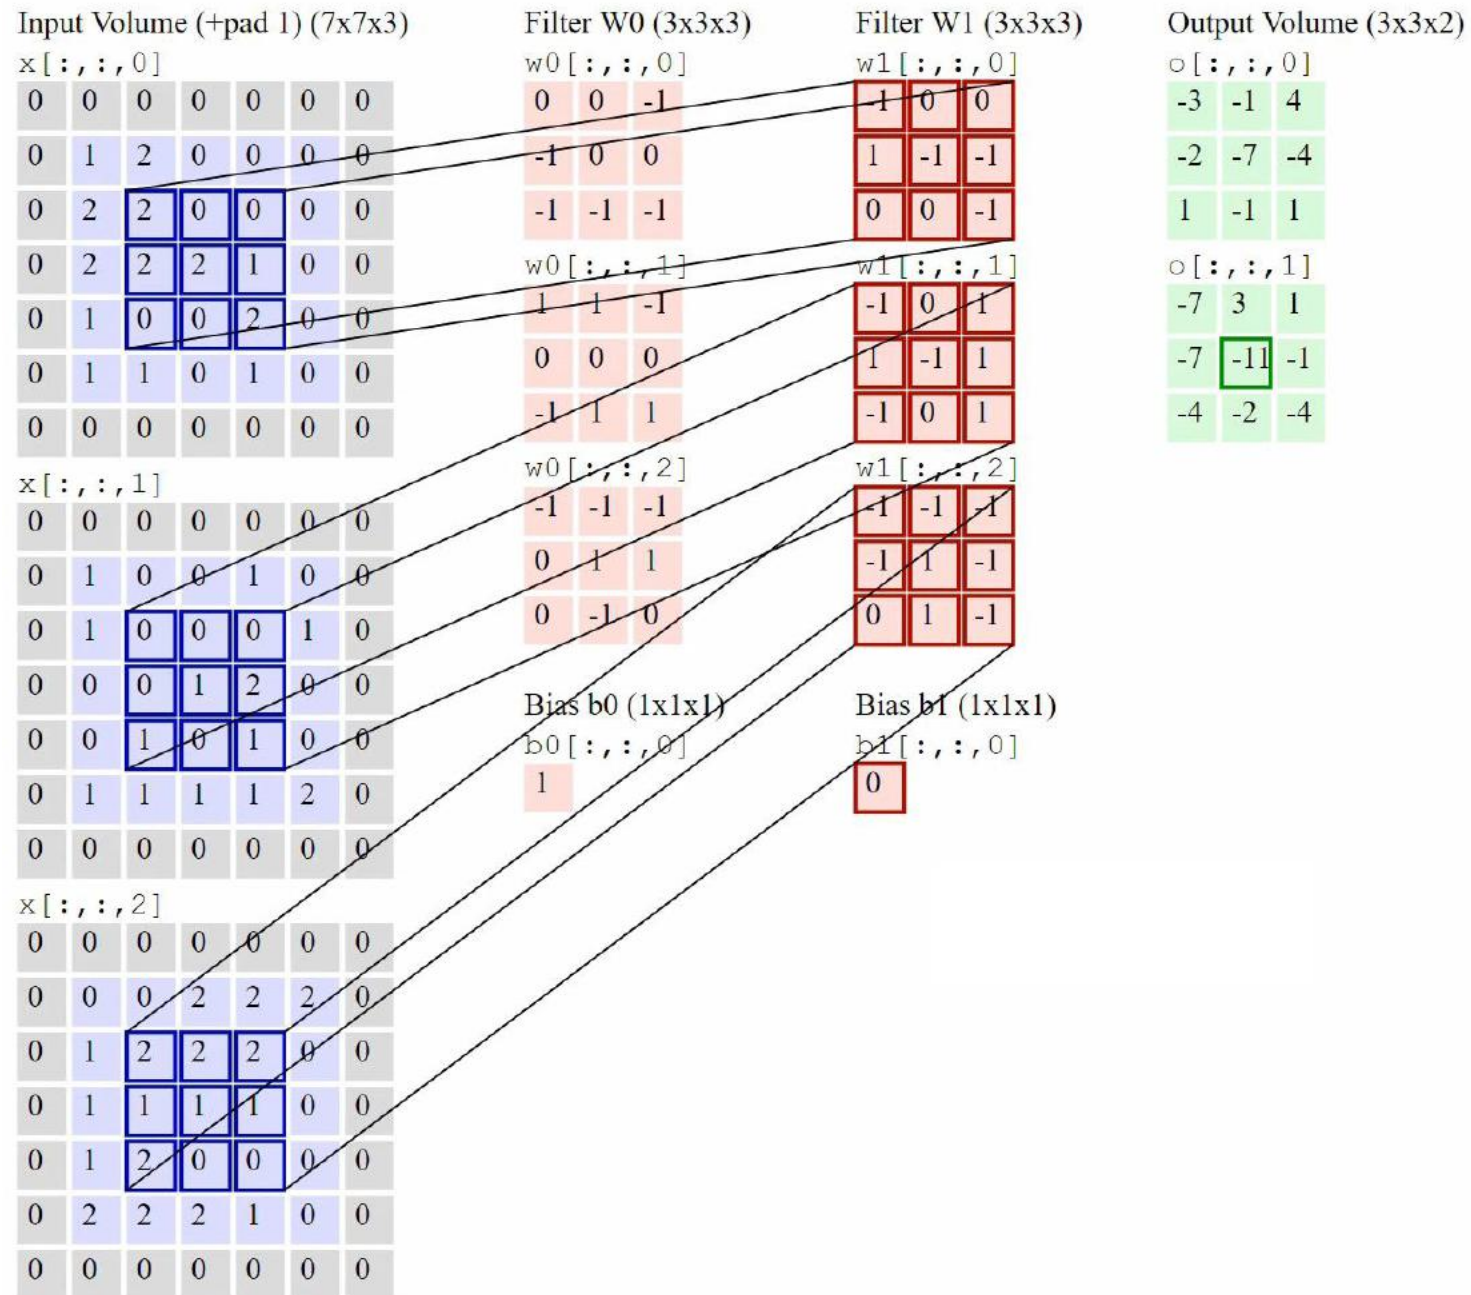 Input Volume (+pad 1) (7x7x3)
x[:,:,0]
0 0 0 0 0 0 0
0 1 2 0 0 0 0
0 2 2 0 0 0 0
0 2 2 2 1 0 0
0 1 0 0 2 0 0
0 1 1 0 1 0 0
0 0 0 0 0 0 0
x[:,:,1]
0 0 0 0 0 0 0
0 1 0 0 1 0 0
0 1 0 0 0 1 0
0 0 0 1 2 0 0
0 0 1 0 1 0 0
0 1 1 1 1 2 0
0 0 0 0 0 0 0
x[:,:,2]
0 0 0 0 0 0 0
0 0 0 2 2 2 0
0 1 2 2 2 0 0
0 1 1 1 1 0 0
0 1 2 0 0 0 0
0 2 2 2 1 0 0
0 0 0 0 0 0 0
Filter W0 (3x3x3)
w0[:,:,0]
0 0 -1
-1 0 0
-1 -1 -1
w0[:,:,1]
1 1 -1
0 0 0
-1 1 1
w0[:,:,2]
-1 -1 -1
0 1 1
0 -1 0
Bias b0 (1x1x1)
b0[:,:,0]
1
Filter W1 (3x3x3)
w1[:,:,0]
-1 0 0
1 -1 -1
0 0 -1
w1[:,:,1]
-1 0 1
1 -1 1
-1 0 1
w1[:,:,2]
-1 -1 -1
-1 1 -1
0 1 -1
Bias b1 (1x1x1)
b1[:,:,0]
0
Output Volume (3x3x2)
o[:,:,0]
-3 -1 4
-2 -7 -4
1 -1 1
o[:,:,1]
-7 3 1
-7 -11 -1
-4 -2 -4